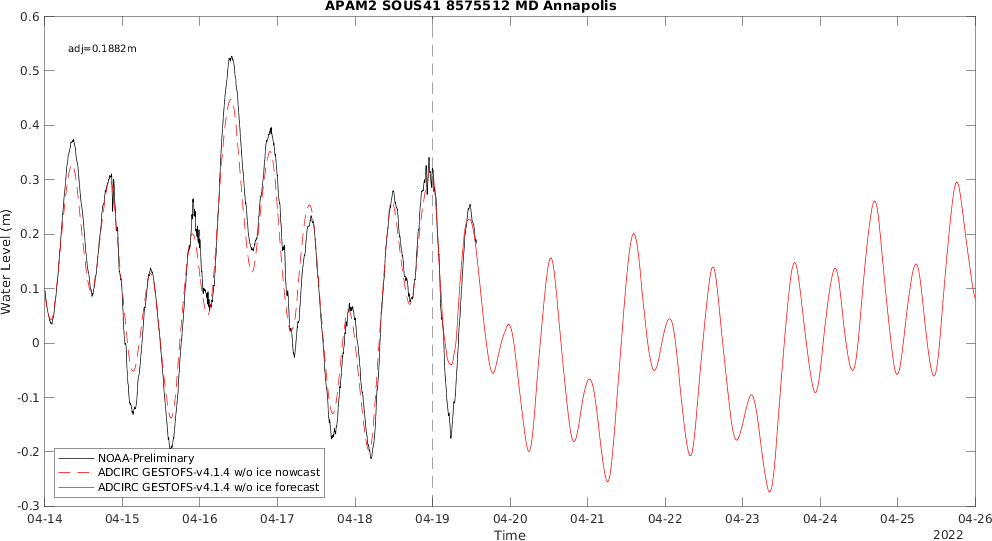 APAM2 SOUS41 8575512 MD Annapolis
0.6
adj=0.1882m
0.5
0.4
0.3
0.2
0.1
0
-0.1
-0.2
-0.3
Water Level (m)
NOAA-Preliminary
ADCIRC GESTOFS-v4.1.4 w/o ice nowcast
ADCIRC GESTOFS-v4.1.4 w/o ice forecast
04-14 04-15 04-16 04-17 04-18 04-19 04-20 04-21 04-22 04-23 04-24 04-25 04-26
Time
2022